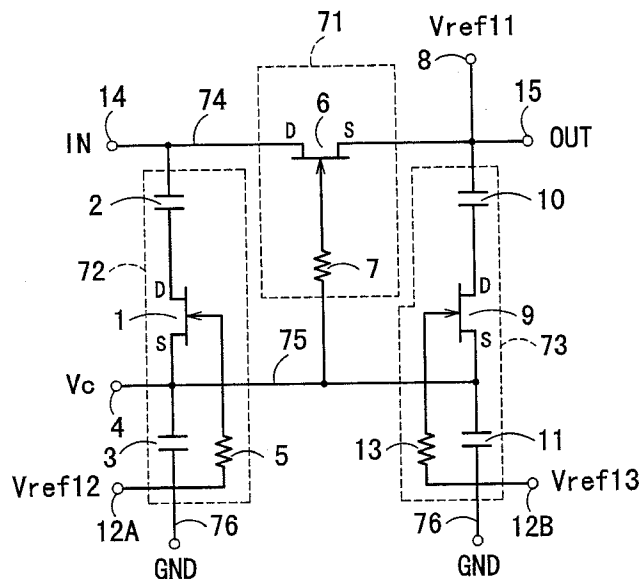 71
Vref11
8
14
74
6
15
IN
D
S
OUT
2
10
7
72
D
D
1
9
S
75
S
73
Vc
4
3
5
13
11
Vref12
Vref13
12A
76
76
12B
GND
GND